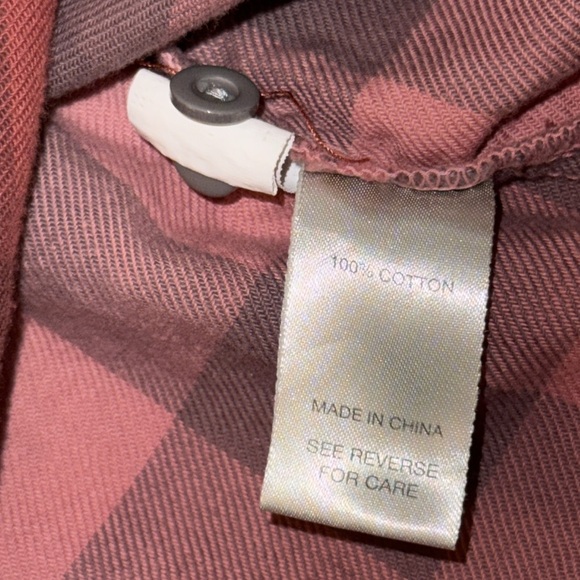 100% COTTON
MADE IN CHINA
SEE REVERSE
FOR CARE